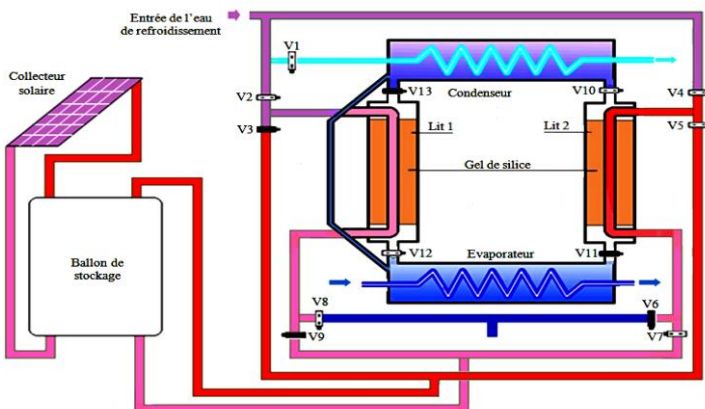 Entrée de l'eau
de refroidissement
V1
Collecteur
solaire
V2
V13
Condenseur
V10
V4
V3
V5
Lit 1
Lit 2
Gel de silice
Ballon de
stockage
V12
Evaporateur
V11
V8
V6
V9
V7